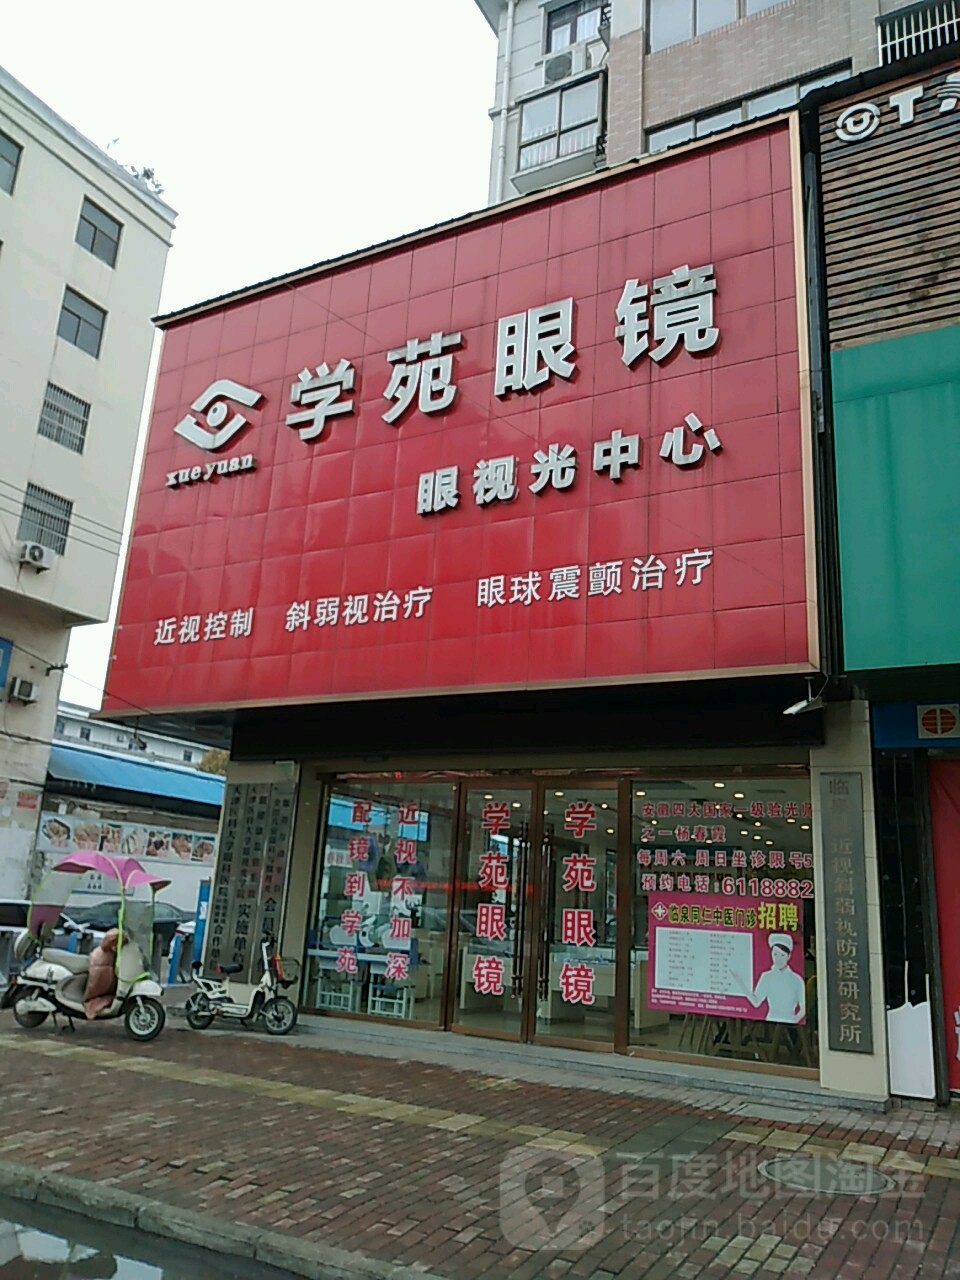 学苑眼镜
xueyuan
眼视光中心
近视控制 斜弱视治疗 眼球震颤治疗
近视不加深
配镜到学苑
学苑眼镜
学苑眼镜
安徽四大国家一级验光师
之一杨春霞
每周六 周日坐诊限号5
预约电话:6118882
临泉同仁中医门诊招聘
近视斜弱视防控研究所
实施单位
百度地图淘金
taojin.baidu.com